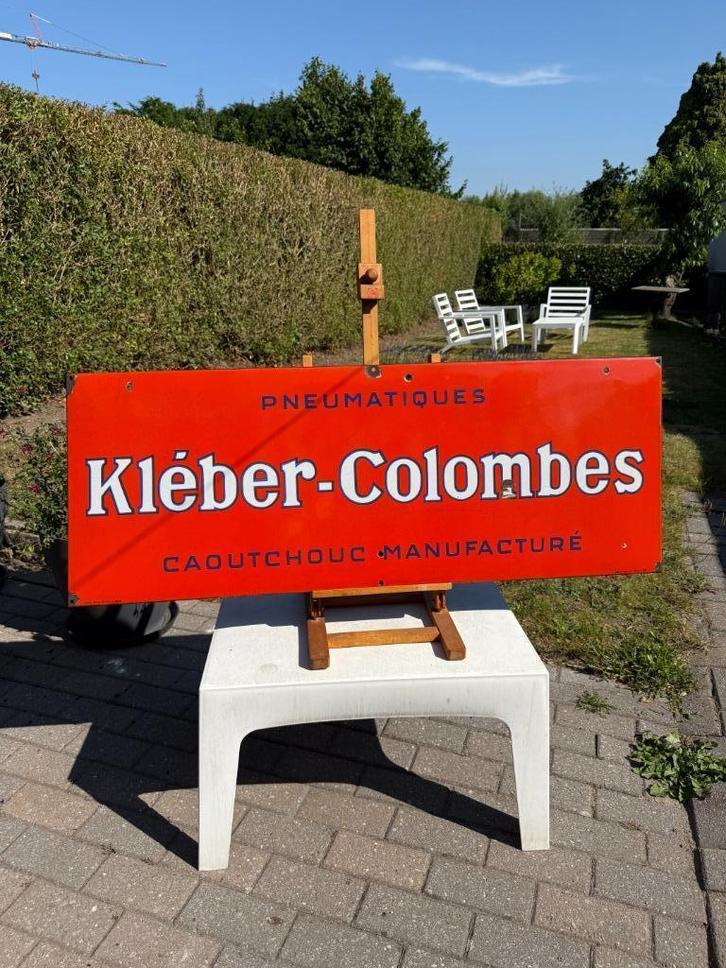 PNEUMATIQUES
Kléber-Colombes
CAOUTCHOUC MANUFACTURÉ